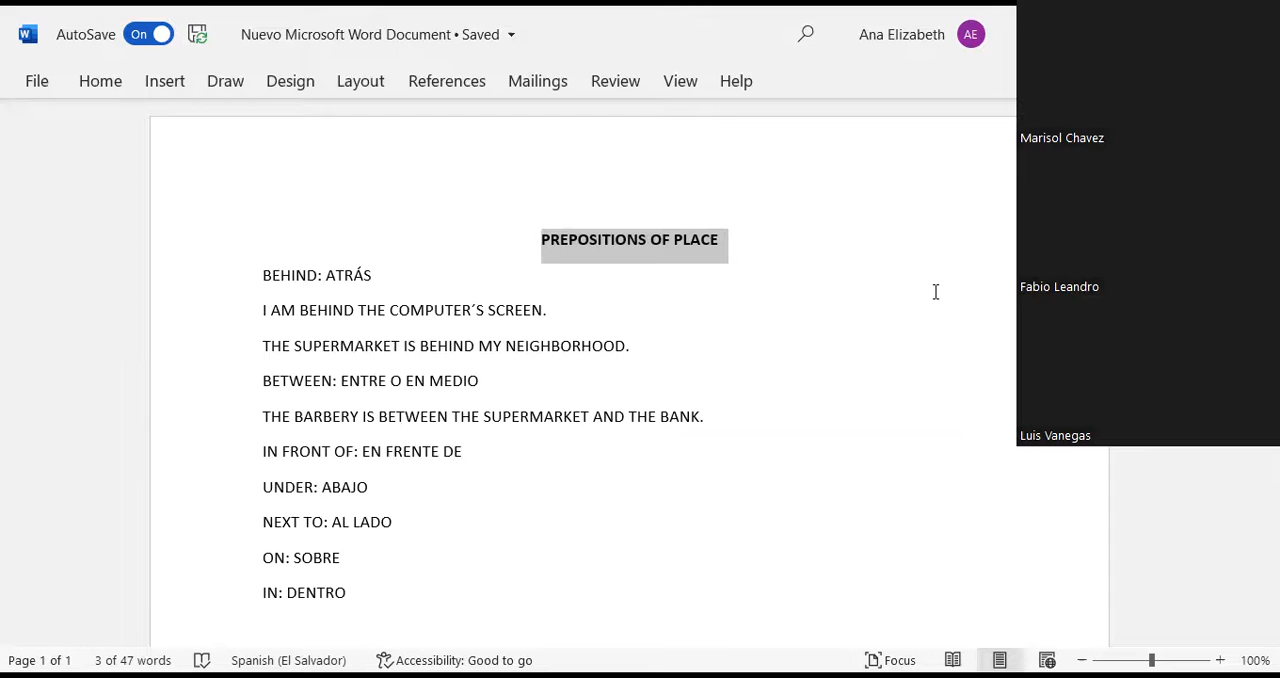 W AutoSave On Nuevo Microsoft Word Document • Saved Ana Elizabeth AE
File Home Insert Draw Design Layout References Mailings Review View Help
Marisol Chavez
PREPOSITIONS OF PLACE
BEHIND: ATRÁS
Fabio Leandro
I AM BEHIND THE COMPUTER´S SCREEN.
THE SUPERMARKET IS BEHIND MY NEIGHBORHOOD.
BETWEEN: ENTRE O EN MEDIO
THE BARBERY IS BETWEEN THE SUPERMARKET AND THE BANK.
Luis Vanegas
IN FRONT OF: EN FRENTE DE
UNDER: ABAJO
NEXT TO: AL LADO
ON: SOBRE
IN: DENTRO
Page 1 of 1 3 of 47 words Spanish (El Salvador) Accessibility: Good to go Focus 100%